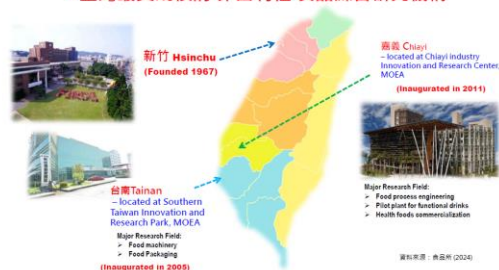 新竹 Hsinchu
(Founded 1967)
嘉義 Chiayi
– located at Chiayi Industry
Innovation and Research Center,
MOEA
(Inaugurated in 2011)
台南Tainan
– located at Southern
Taiwan Innovation and
Research Park, MOEA
Major Research Field:
➢ Food machinery
➢ Food Packaging
(Inaugurated in 2005)
Major Research Field:
➢ Food process engineering
➢ Pilot plant for functional drinks
➢ Health foods commercialization
資料來源：食品所 (2024)